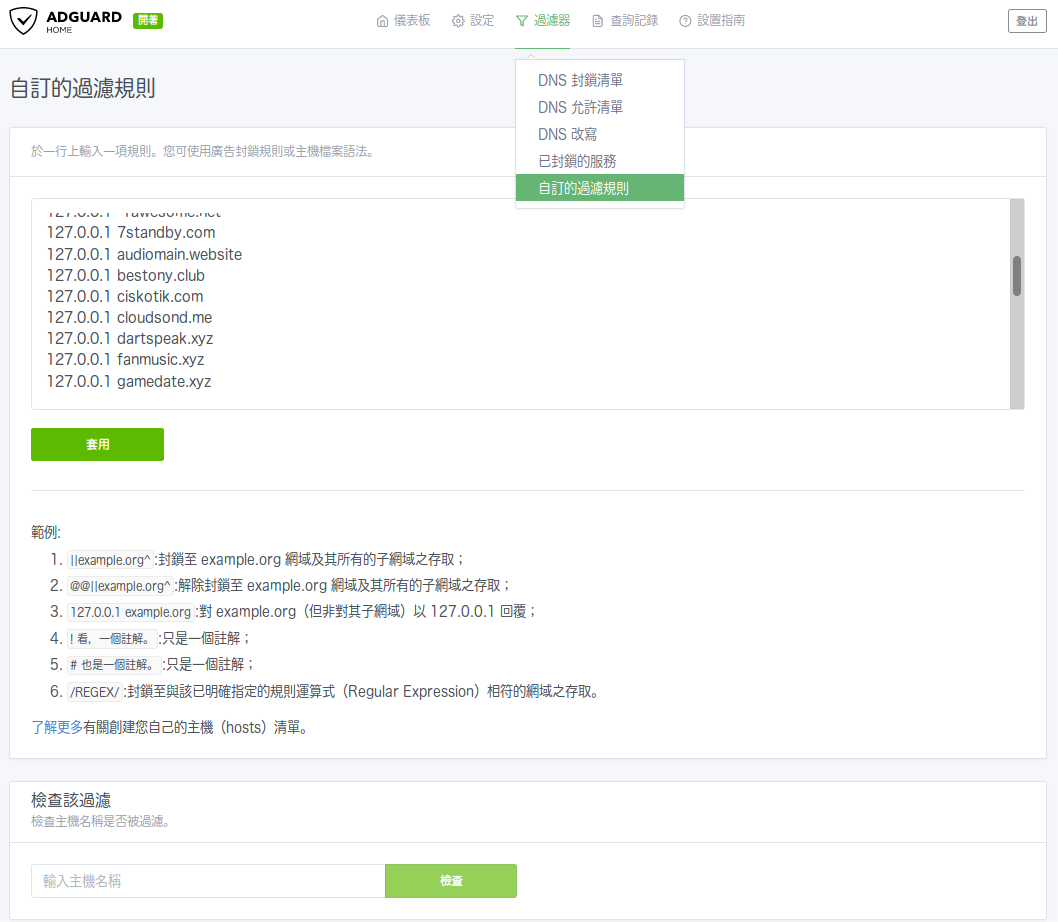 ADGUARD
HOME
開著
儀表板
設定
過濾器
查詢記錄
設置指南
登出
DNS 封鎖清單
DNS 允許清單
DNS 改寫
已封鎖的服務
自訂的過濾規則
自訂的過濾規則
於一行上輸入一項規則。您可使用廣告封鎖規則或主機檔案語法。
127.0.0.1 7standby.com
127.0.0.1 audiomain.website
127.0.0.1 bestony.club
127.0.0.1 ciskotik.com
127.0.0.1 cloudsond.me
127.0.0.1 dartspeak.xyz
127.0.0.1 fanmusic.xyz
127.0.0.1 gamedate.xyz
套用
範例:
1. ||example.org^ :封鎖至 example.org 網域及其所有的子網域之存取；
2. @@||example.org^ :解除封鎖至 example.org 網域及其所有的子網域之存取；
3. 127.0.0.1 example.org :對 example.org（但非對其子網域）以 127.0.0.1 回覆；
4. ! 看，一個註解。 :只是一個註解；
5. # 也是一個註解。 :只是一個註解；
6. /REGEX/ :封鎖至與該已明確指定的規則運算式（Regular Expression）相符的網域之存取。
了解更多有關創建您自己的主機（hosts）清單。
檢查該過濾
檢查主機名稱是否被過濾。
輸入主機名稱
檢查